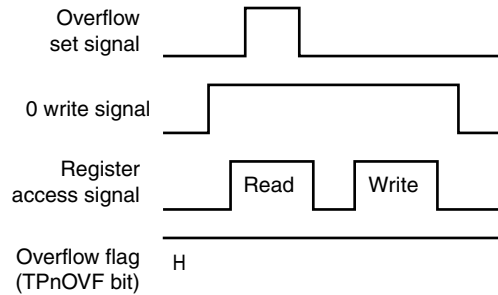 Overflow
set signal
0 write signal
Register
access signal
Read
Write
Overflow flag
(TPnOVF bit)
H